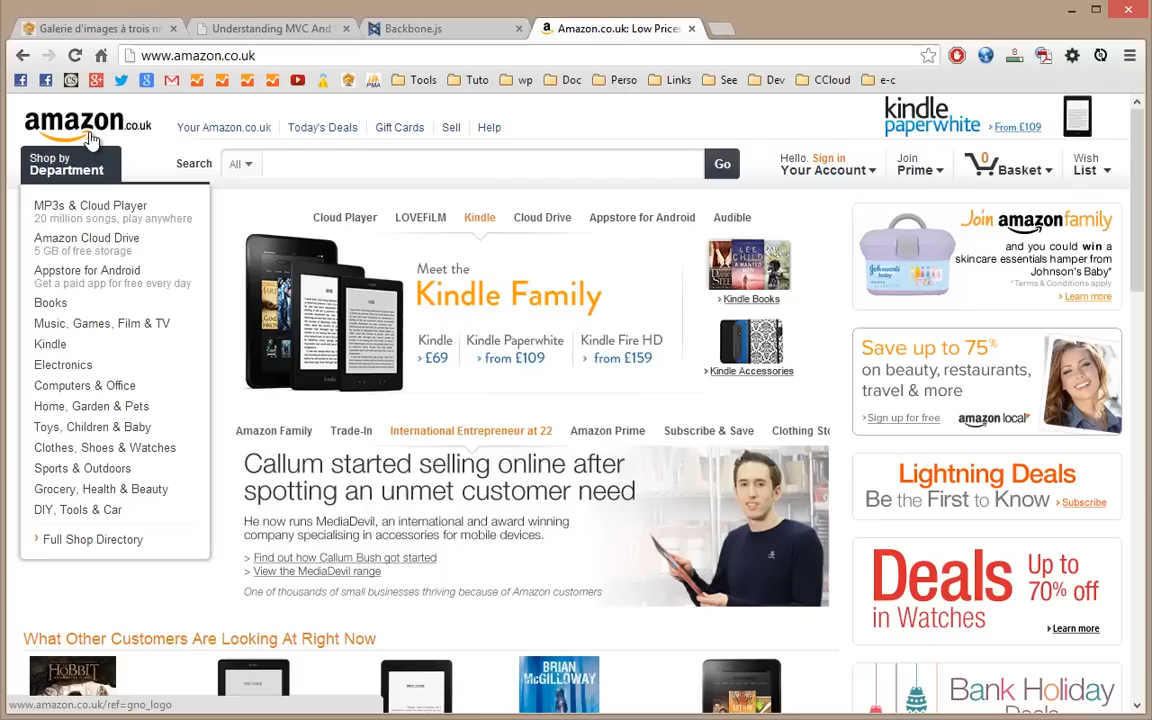 Galerie d'images à trois ni
Understanding MVC And
Backbone.js
Amazon.co.uk: Low Prices
www.amazon.co.uk
8
Tools
Tuto
wp
Doc
Perso
Links
See
Dev
CCloud
e-c
amazon.co.uk
Your Amazon.co.uk
Today's Deals
Gift Cards
Sell
Help
kindle
paperwhite
› From £109
Shop by
Department
Search
All
Go
Hello. Sign in
Your Account
Join
Prime
0
Basket
Wish
List
MP3s & Cloud Player
20 million songs, play anywhere
Amazon Cloud Drive
5 GB of free storage
Appstore for Android
Get a paid app for free every day
Books
Music, Games, Film & TV
Kindle
Electronics
Computers & Office
Home, Garden & Pets
Toys, Children & Baby
Clothes, Shoes & Watches
Sports & Outdoors
Grocery, Health & Beauty
DIY, Tools & Car
› Full Shop Directory
Cloud Player
LOVEFiLM
Kindle
Cloud Drive
Appstore for Android
Audible
Meet the
Kindle Family
Kindle
› £69
Kindle Paperwhite
› from £109
Kindle Fire HD
› from £159
› Kindle Books
› Kindle Accessories
Amazon Family
Trade-In
International Entrepreneur at 22
Amazon Prime
Subscribe & Save
Clothing Sto
Callum started selling online after
spotting an unmet customer need
He now runs MediaDevil, an international and award winning
company specialising in accessories for mobile devices.
> Find out how Callum Bush got started
> View the MediaDevil range
One of thousands of small businesses thriving because of Amazon customers
What Other Customers Are Looking At Right Now
THE HOBBIT
BRIAN
McGILLOWAY
Johnson's
baby
Join amazonfamily
and you could win a
skincare essentials hamper from
Johnson's Baby*
*Terms & Conditions apply
› Learn more
Save up to 75%
on beauty, restaurants,
travel & more
› Sign up for free
amazon local
Lightning Deals
Be the First to Know
› Subscribe
Deals
in Watches
Up to
70% off
› Learn more
Bank Holiday
Deals
www.amazon.co.uk/ref=gno_logo